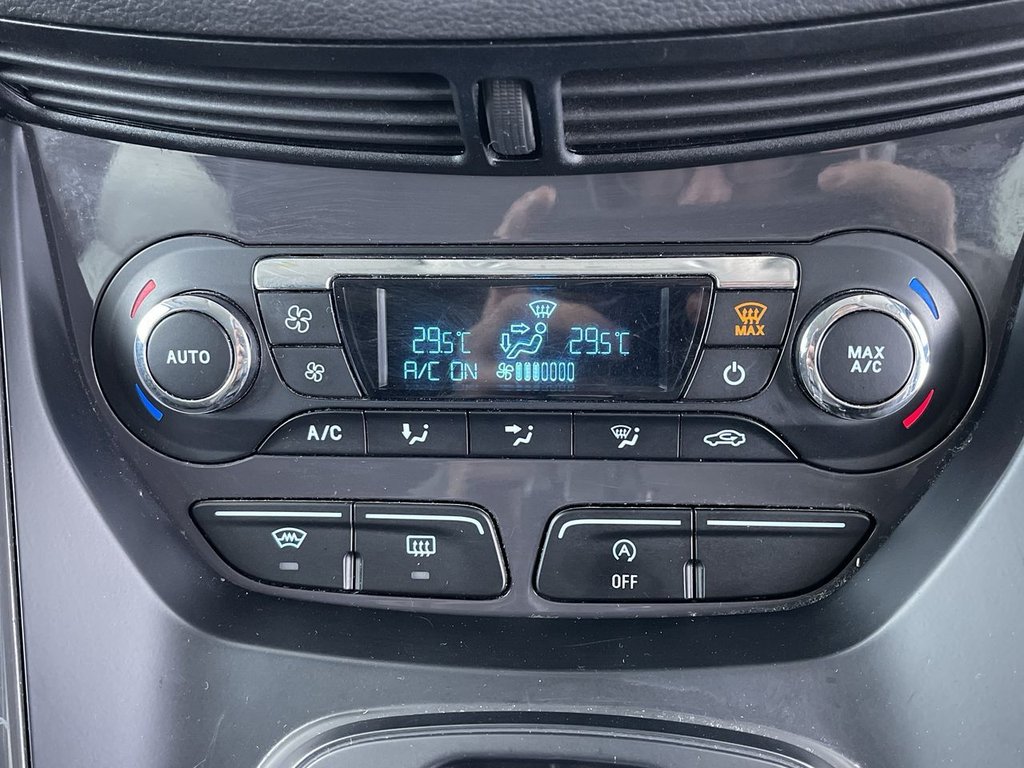 MAX
29.5°C 29.5°C
AUTO
MAX
A/C
A/C ON
A/C
A
OFF